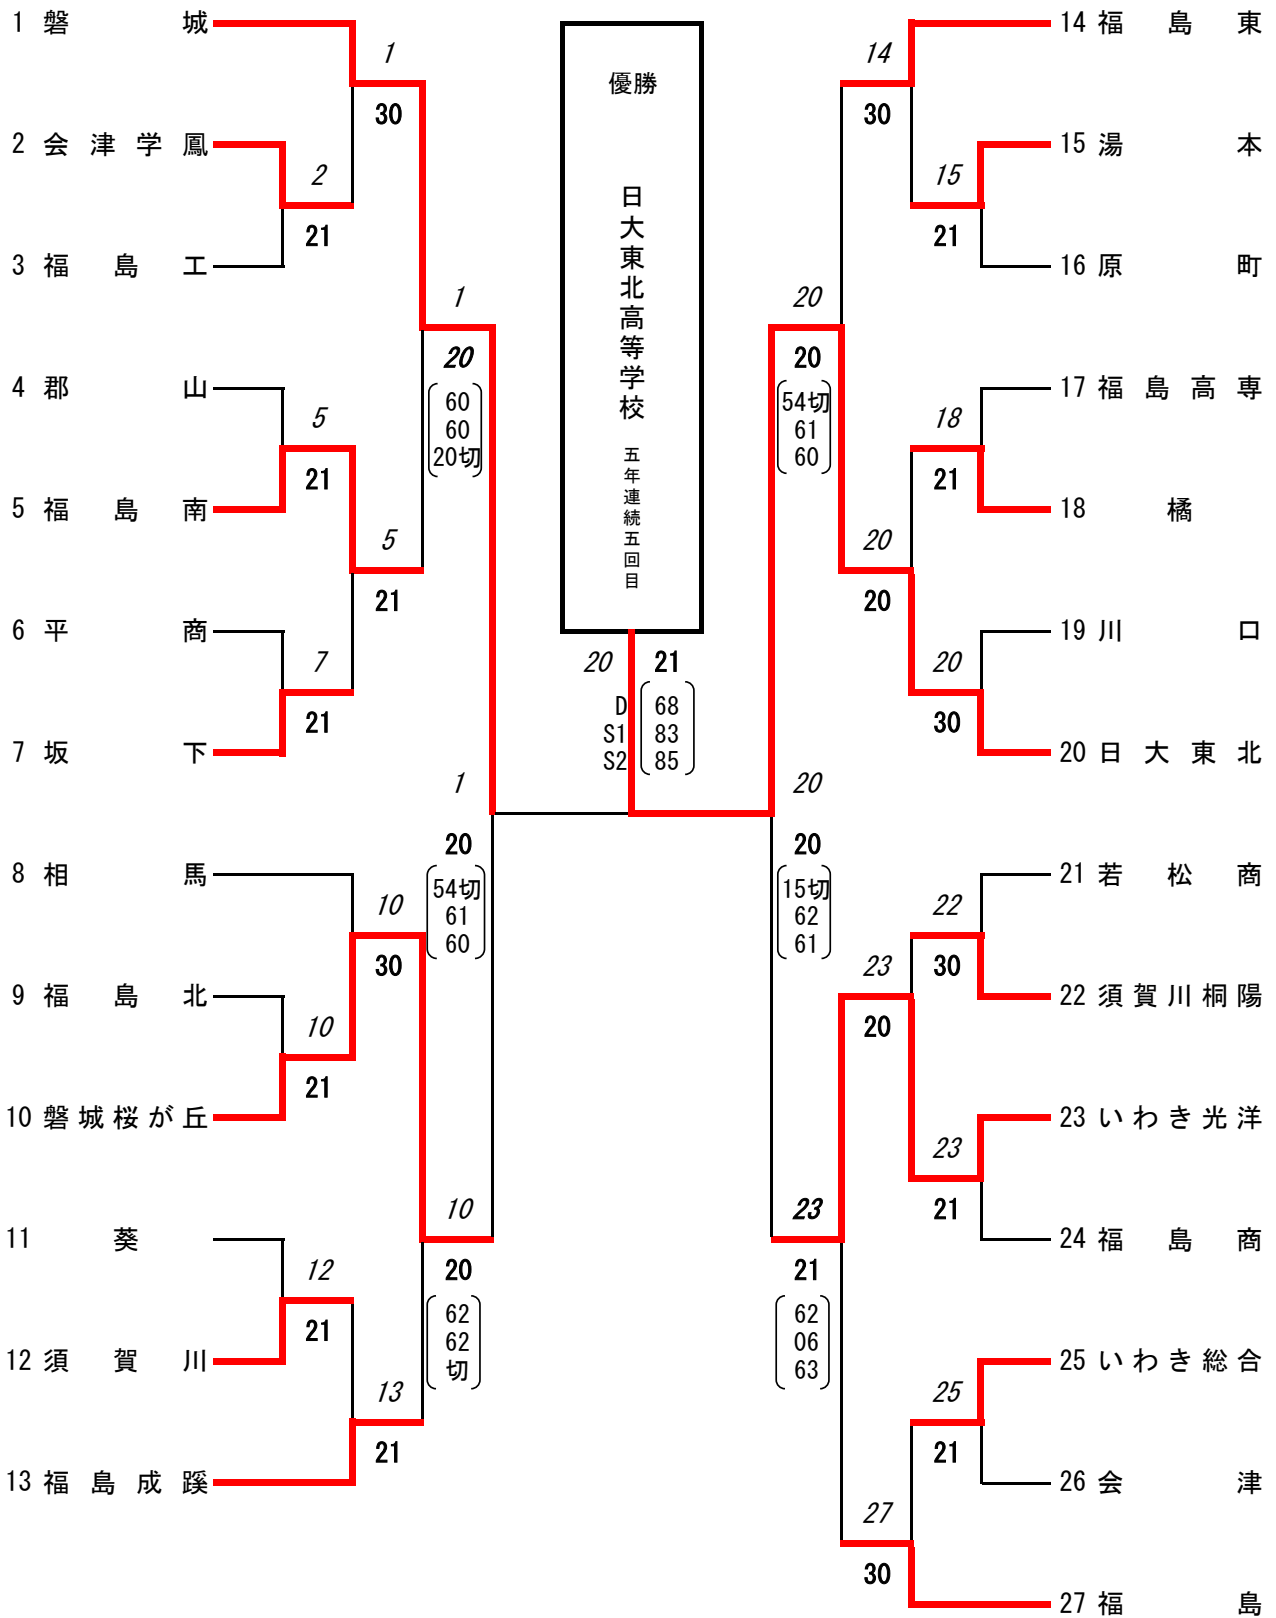 1 磐城
2 会津学鳳
3 福島工
4 郡山
5 福島南
6 平商
7 坂下
8 相馬
9 福島北
10 磐城桜が丘
11 葵
12 須賀川
13 福島成蹊
1
30
2
21
5
21
7
21
5
21
1
20
60
60
20切
10
21
10
30
12
21
13
21
10
20
62
62
切
1
20
54切
61
60
優勝
日大東北高等学校
五年連続五回目
20
21
D 68
S1 83
S2 85
14
30
15
21
20
20
54切
61
60
18
21
20
20
20
30
20
20
15切
62
61
22
30
23
20
23
21
23
21
62
06
63
25
21
27
30
14 福島東
15 湯本
16 原町
17 福島高専
18 橘
19 川口
20 日大東北
21 若松商
22 須賀川桐陽
23 いわき光洋
24 福島商
25 いわき総合
26 会津
27 福島